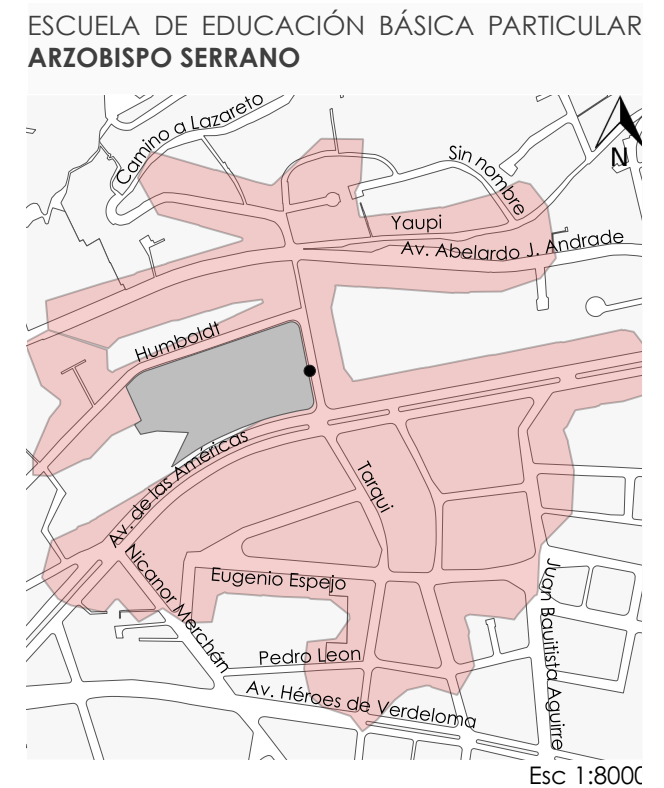 ESCUELA DE EDUCACIÓN BÁSICA PARTICULAR
ARZOBISPO SERRANO
Camino a Lazareto
Sin nombre
N
Yaupi
Av. Abelardo J. Andrade
Humboldt
Av. de las Américas
Tarqui
Nicanor Merchán
Eugenio Espejo
Juan Bautista Aguirre
Pedro Leon
Av. Héroes de Verdeloma
Esc 1:8000